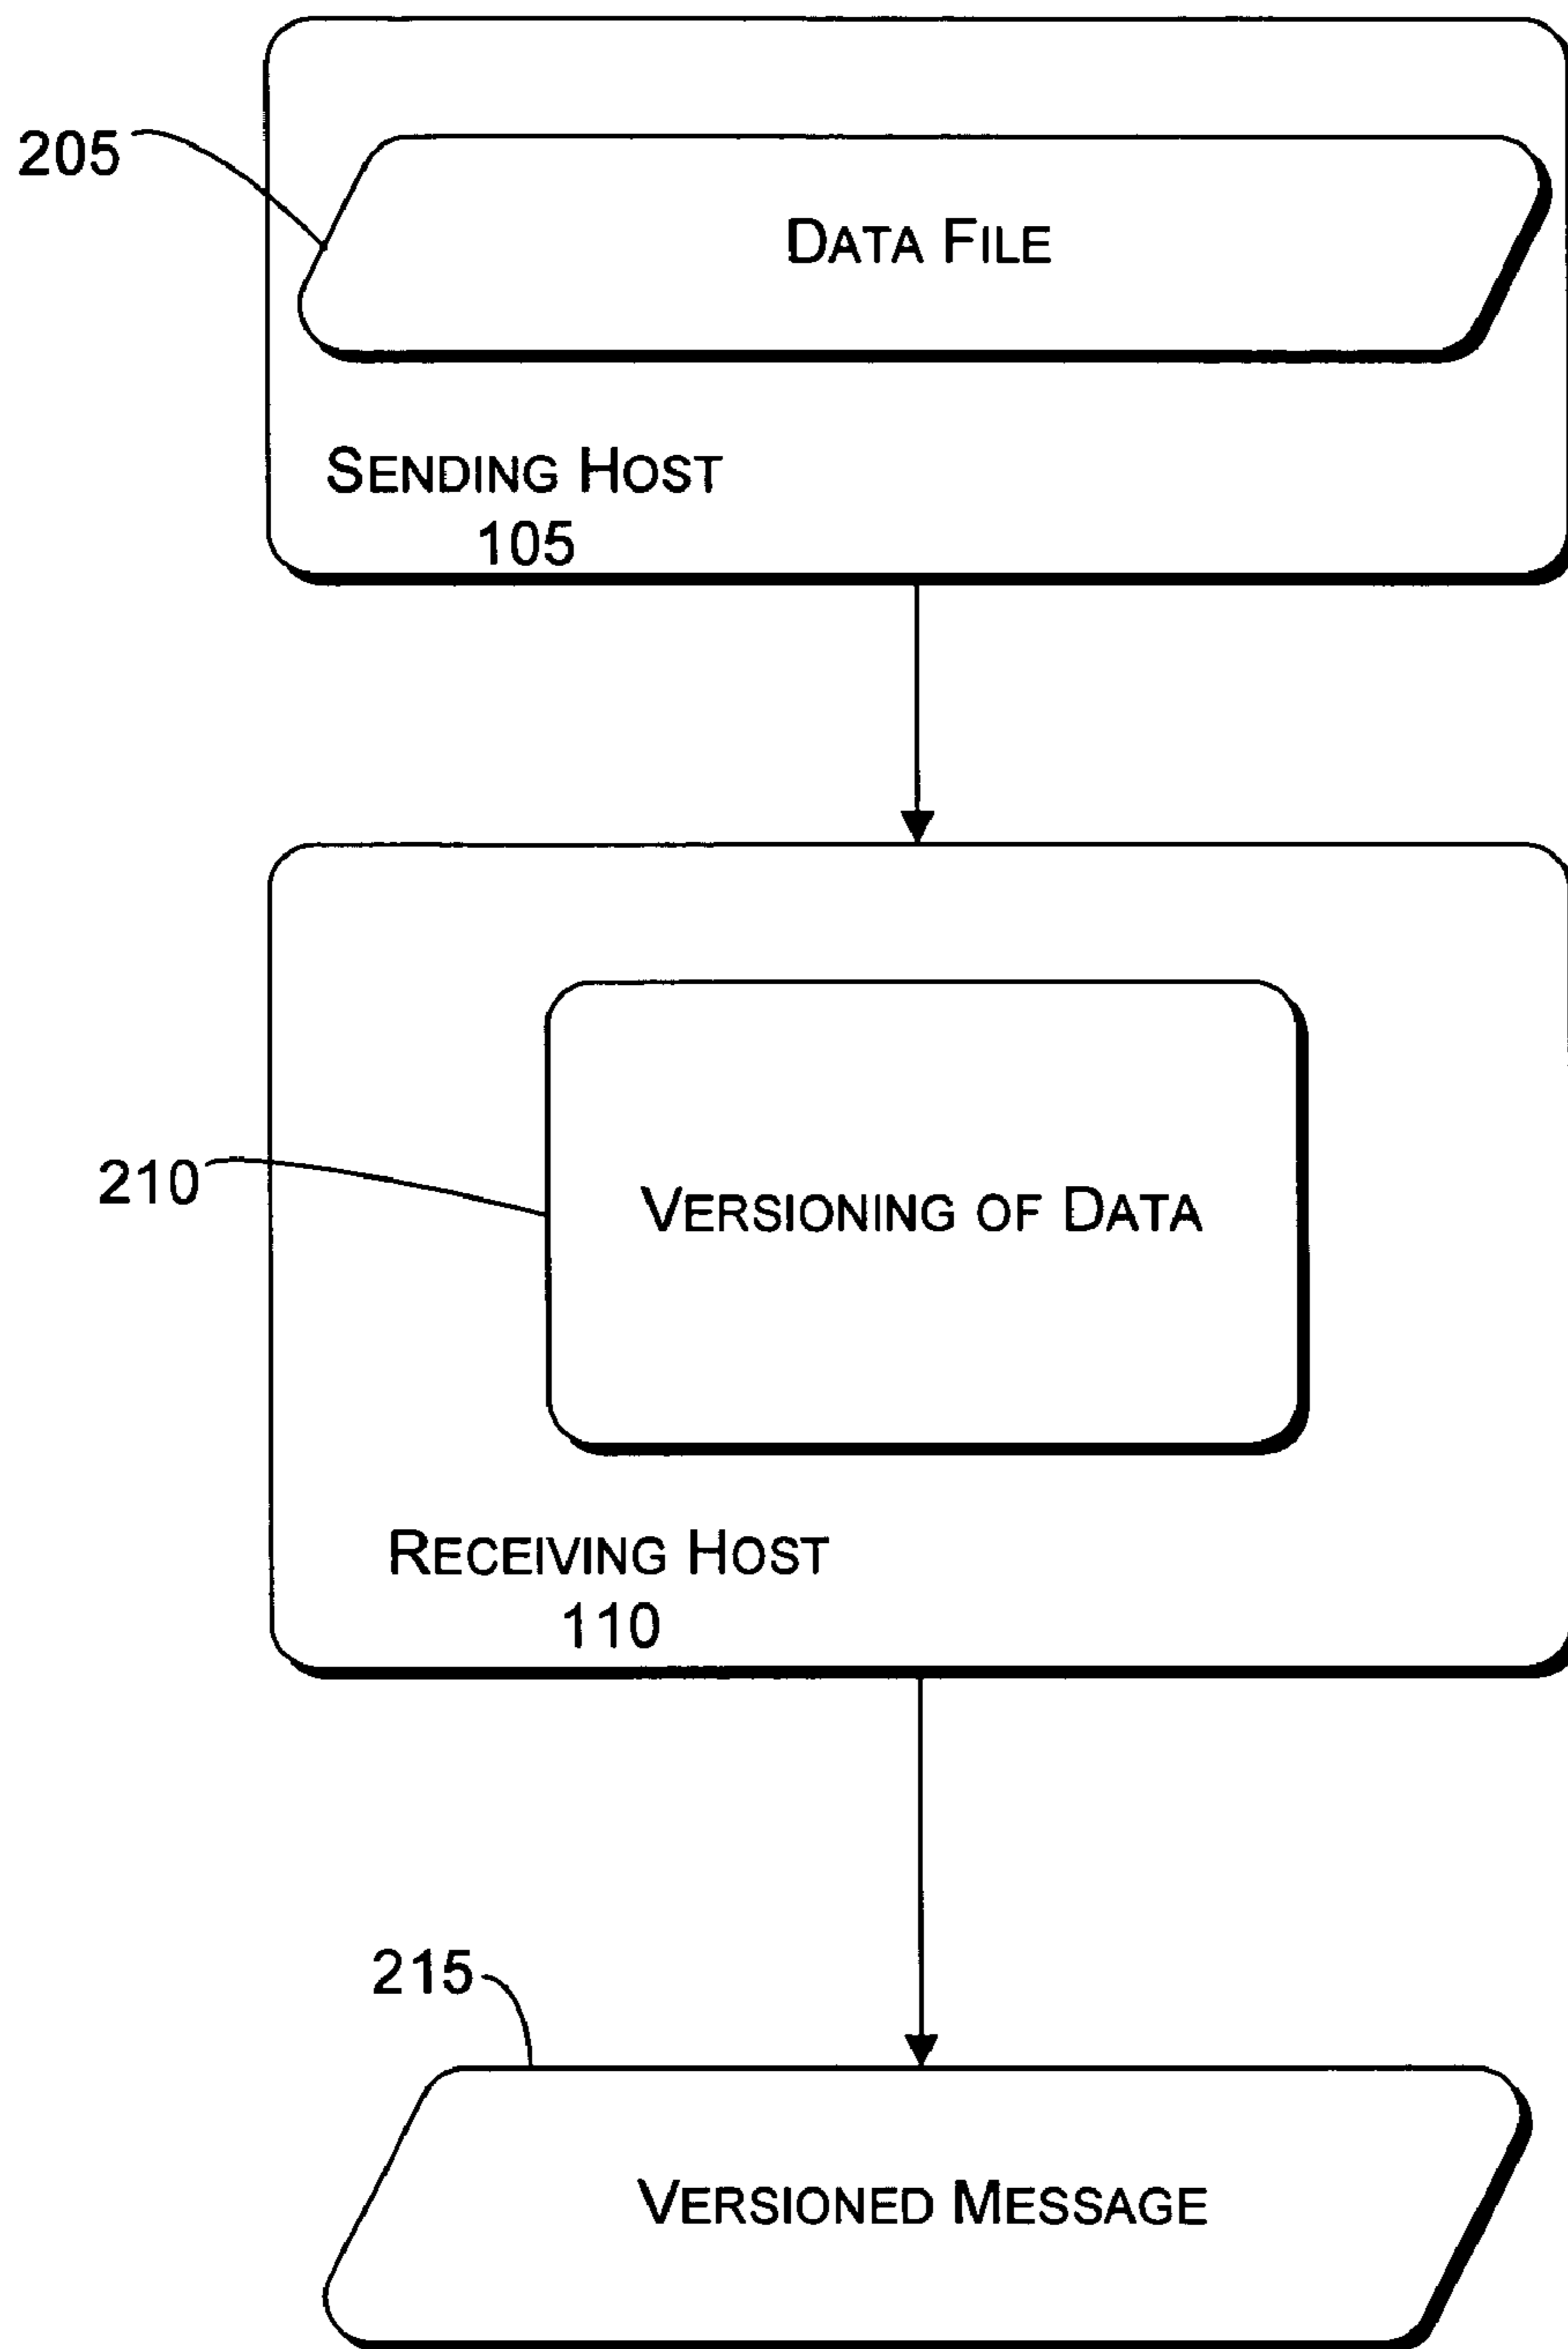 205
DATA FILE
SENDING HOST
105
210
VERSIONING OF DATA
RECEIVING HOST
110
215
VERSIONED MESSAGE